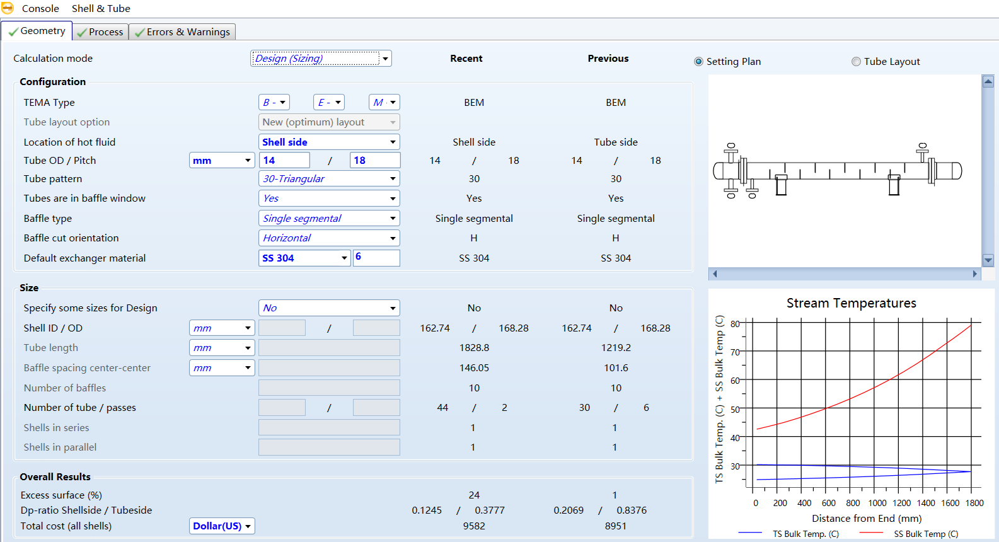 Console Shell & Tube
Geometry Process Errors & Warnings
Calculation mode Design (Sizing) Recent Previous
Setting Plan Tube Layout
Configuration
TEMA Type B - E - M - BEM BEM
Tube layout option New (optimum) layout
Location of hot fluid Shell side Shell side Tube side
Tube OD / Pitch mm 14 / 18 14 / 18 14 / 18
Tube pattern 30-Triangular 30 30
Tubes are in baffle window Yes Yes Yes
Baffle type Single segmental Single segmental Single segmental
Baffle cut orientation Horizontal H H
Default exchanger material SS 304 6 SS 304 SS 304
Size
Specify some sizes for Design No No No
Shell ID / OD mm / 162.74 / 168.28 162.74 / 168.28
Tube length mm 1828.8 1219.2
Baffle spacing center-center mm 146.05 101.6
Number of baffles 10 10
Number of tube / passes / 44 / 2 30 / 6
Shells in series 1 1
Shells in parallel 1 1
Overall Results
Excess surface (%) 24 1
Dp-ratio Shellside / Tubeside 0.1245 / 0.3777 0.2069 / 0.8376
Total cost (all shells) Dollar(US) 9582 8951
Stream Temperatures
TS Bulk Temp. (C) + SS Bulk Temp (C)
80
70
60
50
40
30
0 200 400 600 800 1000 1200 1400 1600 1800
Distance from End (mm)
TS Bulk Temp. (C) SS Bulk Temp (C)